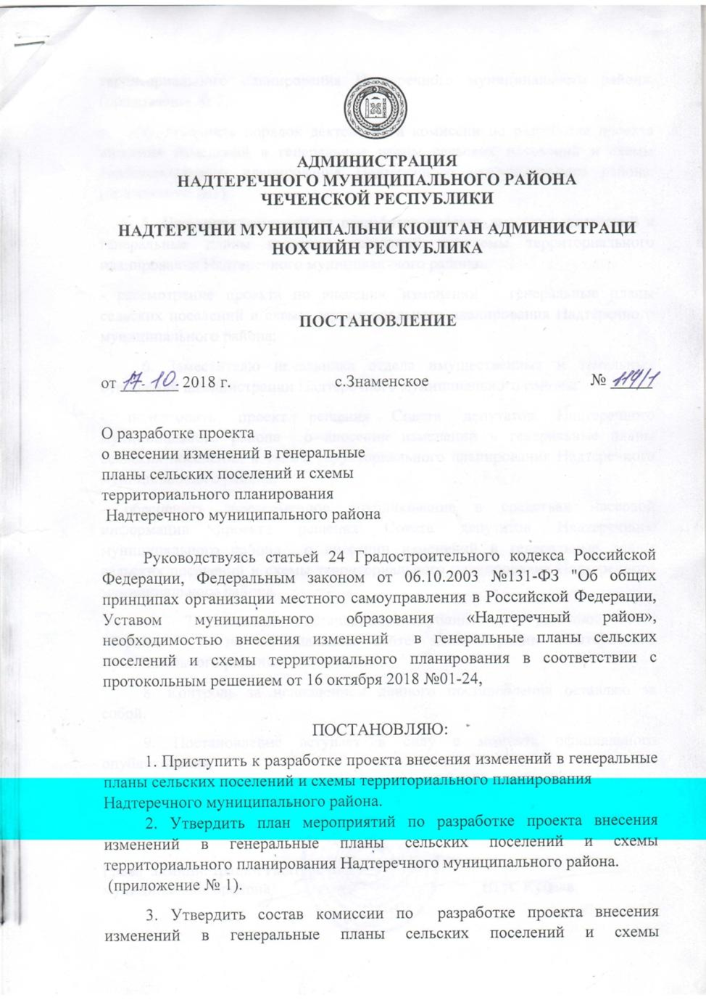 АДМИНИСТРАЦИЯ
НАДТЕРЕЧНОГО МУНИЦИПАЛЬНОГО РАЙОНА
ЧЕЧЕНСКОЙ РЕСПУБЛИКИ
НАДТЕРЕЧНИ МУНИЦИПАЛЬНИ КІОШТАН АДМИНИСТРАЦИ
НОХЧИЙН РЕСПУБЛИКА
ПОСТАНОВЛЕНИЕ
от 17. 10. 2018 г. с.Знаменское № 114/1
О разработке проекта
о внесении изменений в генеральные
планы сельских поселений и схемы
территориального планирования
Надтеречного муниципального района
Руководствуясь статьей 24 Градостроительного кодекса Российской
Федерации, Федеральным законом от 06.10.2003 №131-ФЗ "Об общих
принципах организации местного самоуправления в Российской Федерации,
Уставом муниципального образования «Надтеречный район»,
необходимостью внесения изменений в генеральные планы сельских
поселений и схемы территориального планирования в соответствии с
протокольным решением от 16 октября 2018 №01-24,
ПОСТАНОВЛЯЮ:
1. Приступить к разработке проекта внесения изменений в генеральные
планы сельских поселений и схемы территориального планирования
Надтеречного муниципального района.
2. Утвердить план мероприятий по разработке проекта внесения
изменений в генеральные планы сельских поселений и схемы
территориального планирования Надтеречного муниципального района.
(приложение № 1).
3. Утвердить состав комиссии по разработке проекта внесения
изменений в генеральные планы сельских поселений и схемы